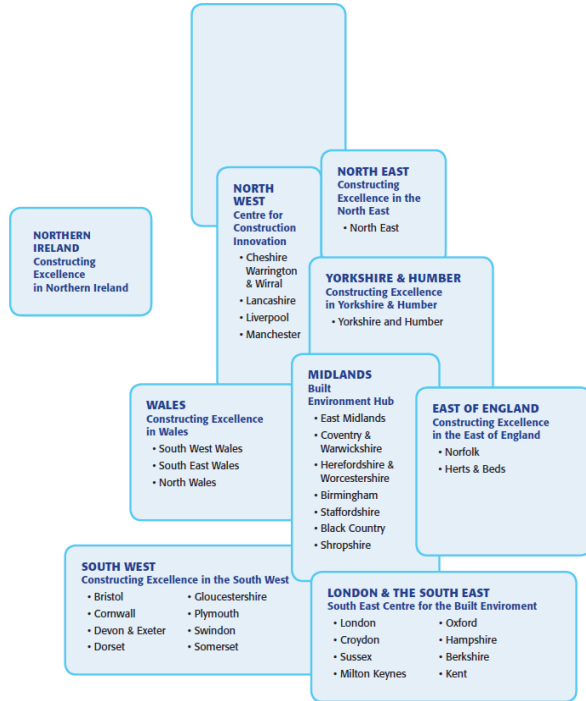 NORTH EAST
Constructing
Excellence in the
North East
• North East
NORTH
WEST
Centre for
Construction
Innovation
• Cheshire
Warrington
& Wirral
• Lancashire
• Liverpool
• Manchester
NORTHERN
IRELAND
Constructing
Excellence
in Northern Ireland
YORKSHIRE & HUMBER
Constructing Excellence
in Yorkshire & Humber
• Yorkshire and Humber
MIDLANDS
Built
Environment Hub
• East Midlands
• Coventry &
Warwickshire
• Herefordshire &
Worcestershire
• Birmingham
• Staffordshire
• Black Country
• Shropshire
WALES
Constructing Excellence
in Wales
• South West Wales
• South East Wales
• North Wales
EAST OF ENGLAND
Constructing Excellence
in the East of England
• Norfolk
• Herts & Beds
SOUTH WEST
Constructing Excellence in the South West
• Bristol
• Cornwall
• Devon & Exeter
• Dorset
• Gloucestershire
• Plymouth
• Swindon
• Somerset
LONDON & THE SOUTH EAST
South East Centre for the Built Enviroment
• London
• Croydon
• Sussex
• Milton Keynes
• Oxford
• Hampshire
• Berkshire
• Kent